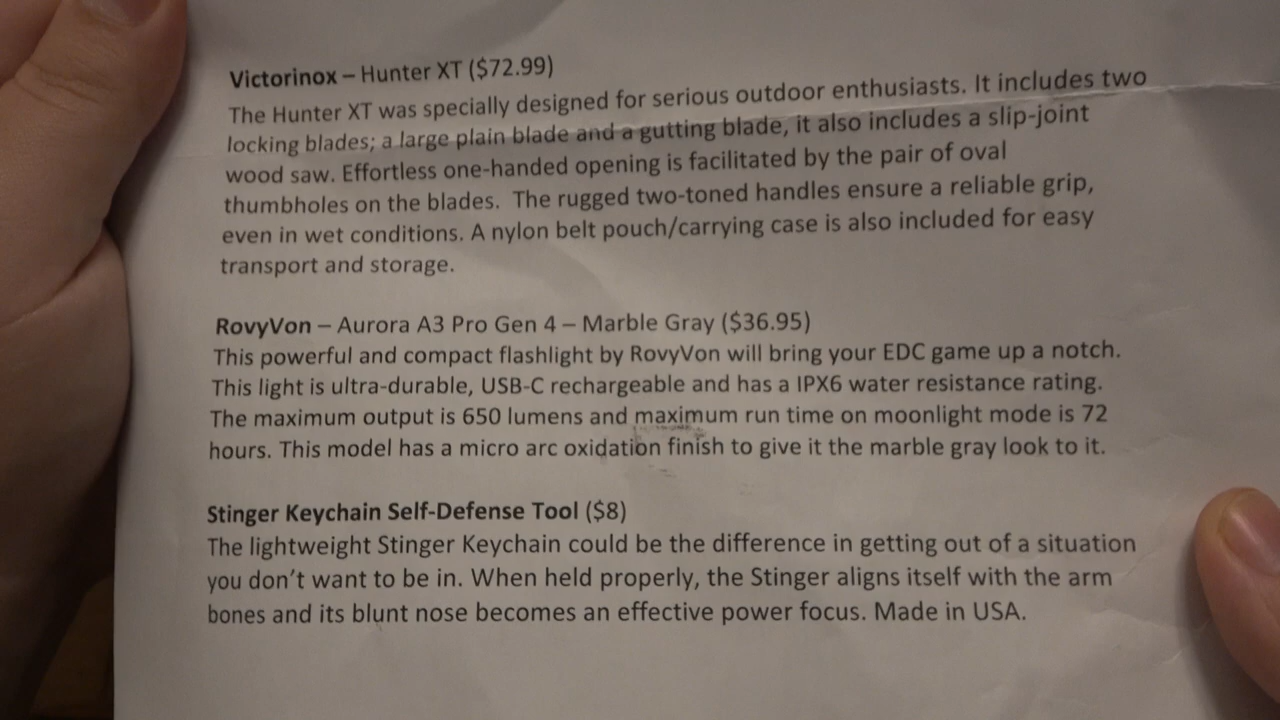 Victorinox – Hunter XT ($72.99)
The Hunter XT was specially designed for serious outdoor enthusiasts. It includes two
locking blades; a large plain blade and a gutting blade, it also includes a slip-joint
wood saw. Effortless one-handed opening is facilitated by the pair of oval
thumbholes on the blades. The rugged two-toned handles ensure a reliable grip,
even in wet conditions. A nylon belt pouch/carrying case is also included for easy
transport and storage.
RovyVon – Aurora A3 Pro Gen 4 – Marble Gray ($36.95)
This powerful and compact flashlight by RovyVon will bring your EDC game up a notch.
This light is ultra-durable, USB-C rechargeable and has a IPX6 water resistance rating.
The maximum output is 650 lumens and maximum run time on moonlight mode is 72
hours. This model has a micro arc oxidation finish to give it the marble gray look to it.
Stinger Keychain Self-Defense Tool ($8)
The lightweight Stinger Keychain could be the difference in getting out of a situation
you don’t want to be in. When held properly, the Stinger aligns itself with the arm
bones and its blunt nose becomes an effective power focus. Made in USA.